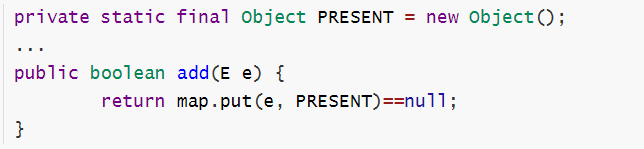 private static final Object PRESENT = new Object();
...
public boolean add(E e) {
        return map.put(e, PRESENT)==null;
}